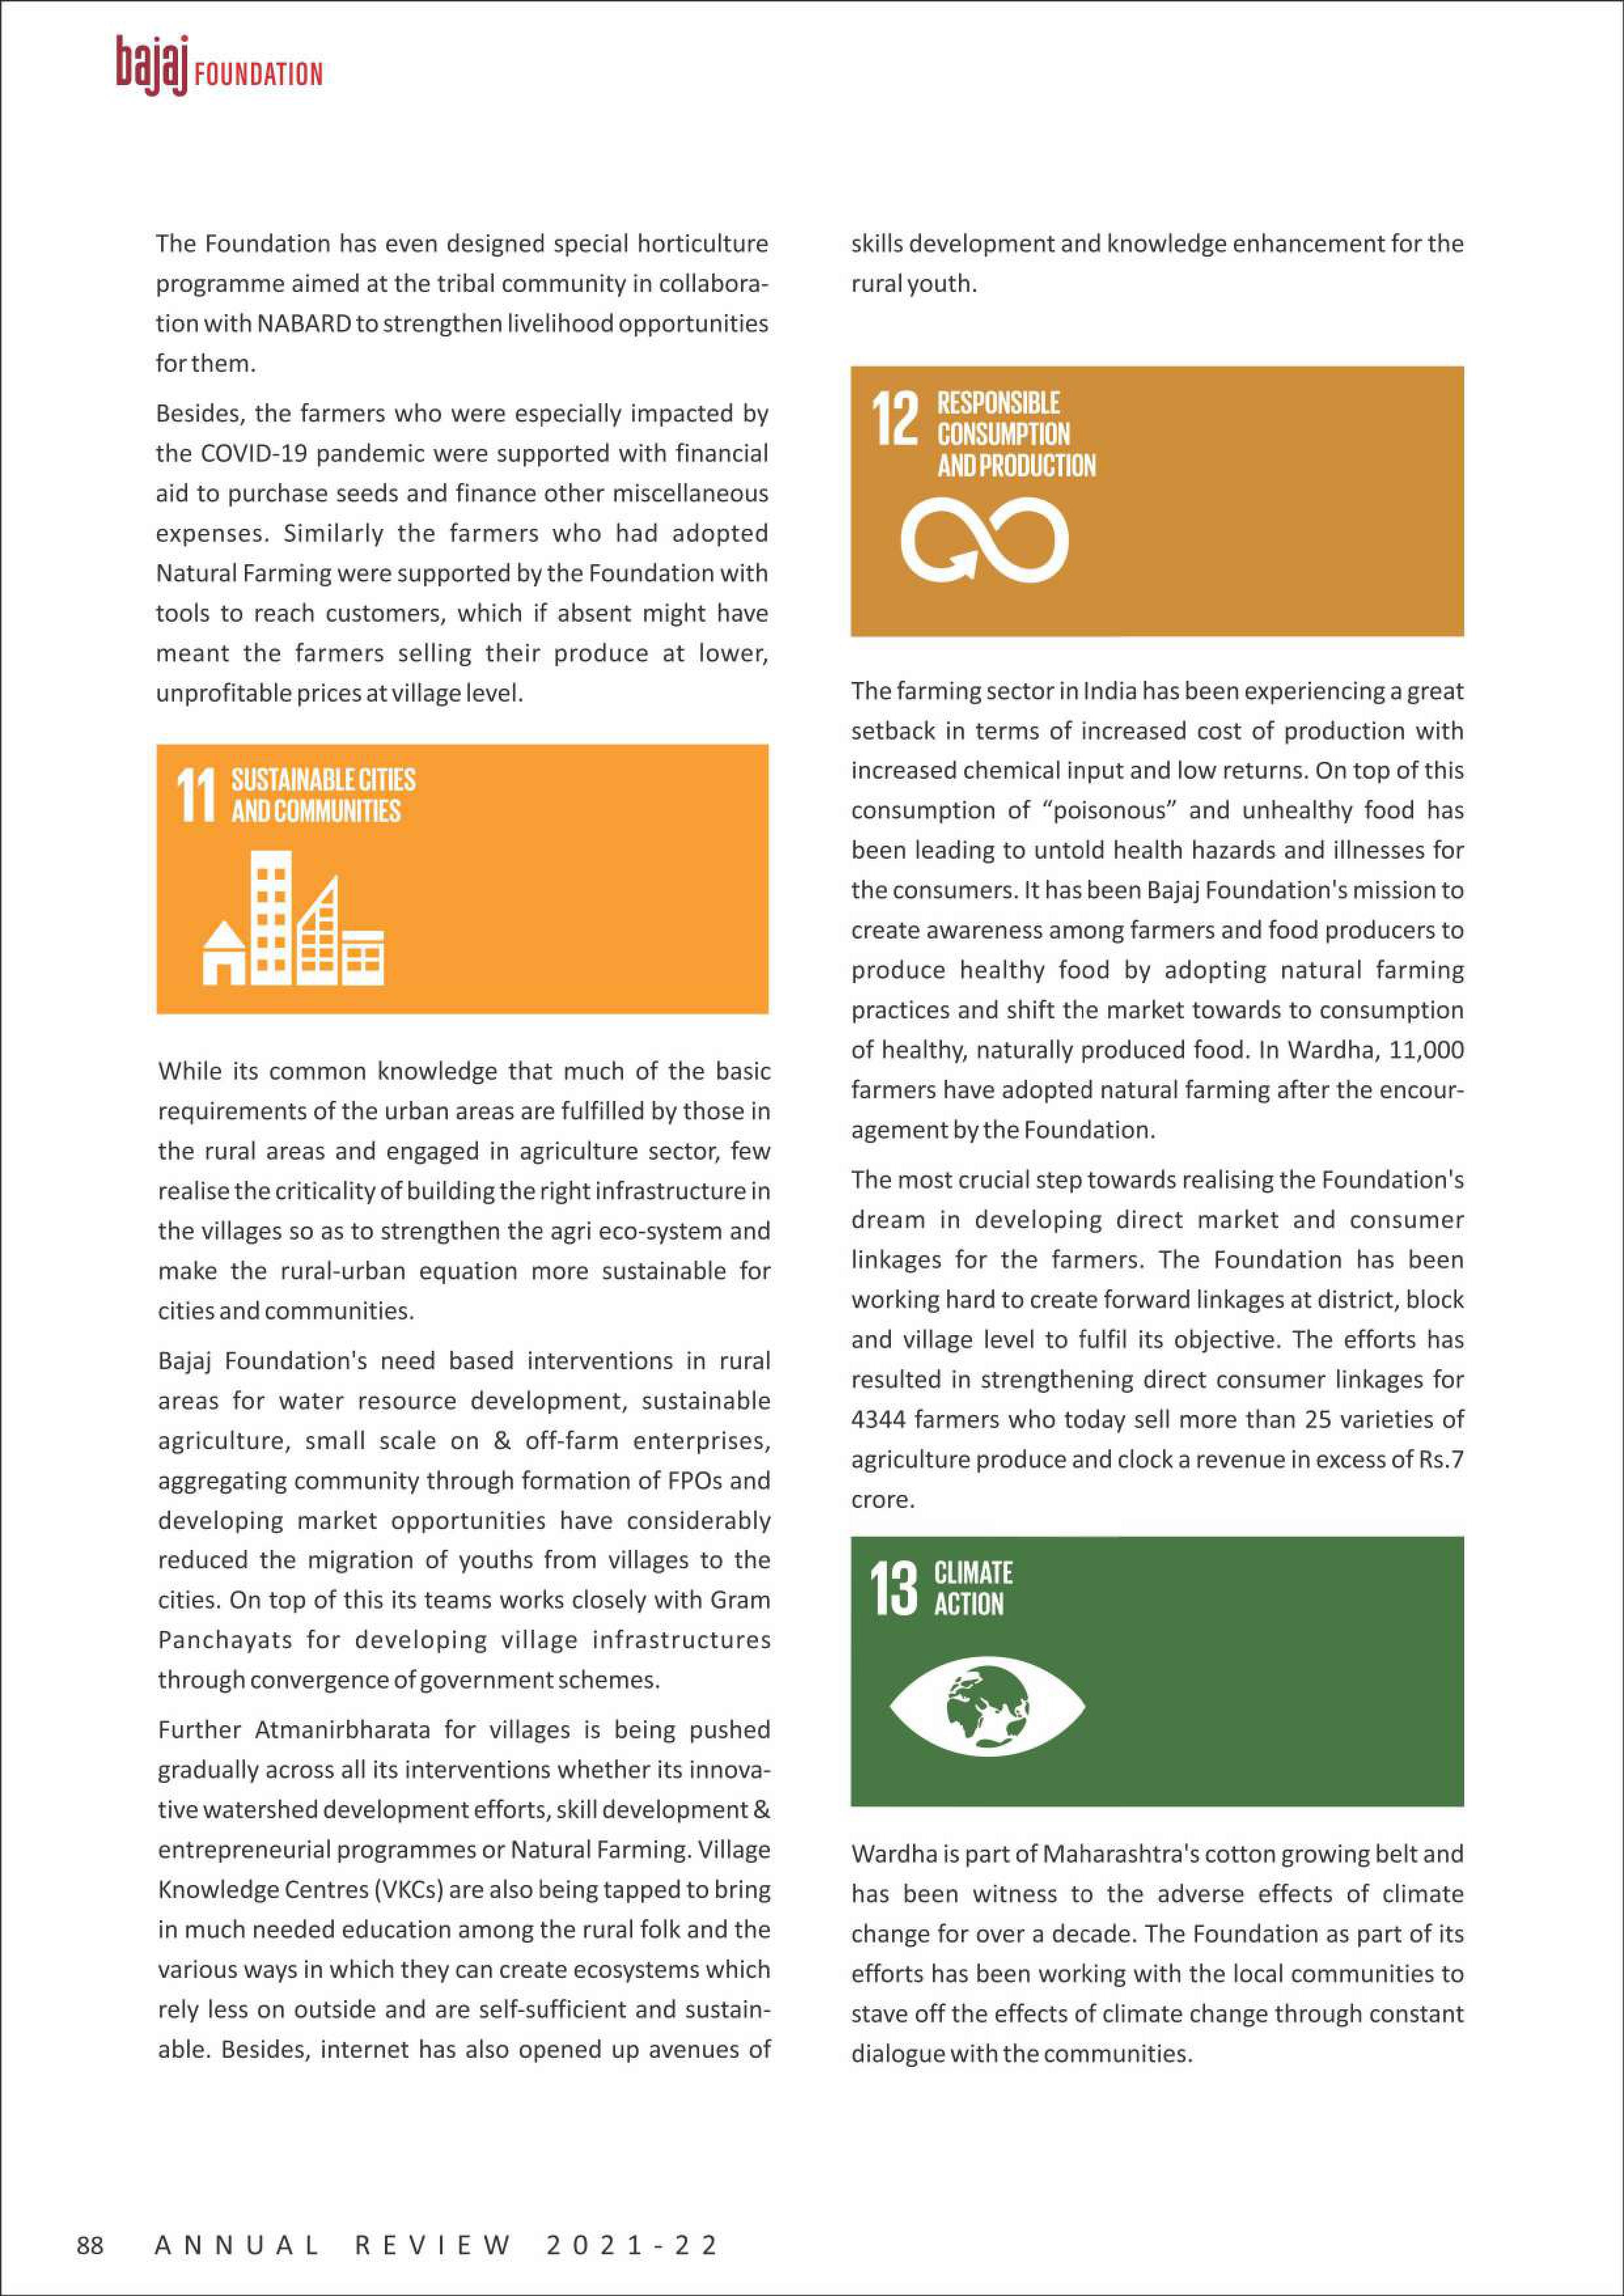 bajaj FOUNDATION
The Foundation has even designed special horticulture
programme aimed at the tribal community in collabora-
tion with NABARD to strengthen livelihood opportunities
for them.
Besides, the farmers who were especially impacted by
the COVID-19 pandemic were supported with financial
aid to purchase seeds and finance other miscellaneous
expenses. Similarly the farmers who had adopted
Natural Farming were supported by the Foundation with
tools to reach customers, which if absent might have
meant the farmers selling their produce at lower,
unprofitable prices at village level.
11 SUSTAINABLE CITIES
AND COMMUNITIES
While its common knowledge that much of the basic
requirements of the urban areas are fulfilled by those in
the rural areas and engaged in agriculture sector, few
realise the criticality of building the right infrastructure in
the villages so as to strengthen the agri eco-system and
make the rural-urban equation more sustainable for
cities and communities.
Bajaj Foundation's need based interventions in rural
areas for water resource development, sustainable
agriculture, small scale on & off-farm enterprises,
aggregating community through formation of FPOs and
developing market opportunities have considerably
reduced the migration of youths from villages to the
cities. On top of this its teams works closely with Gram
Panchayats for developing village infrastructures
through convergence of government schemes.
Further Atmanirbharata for villages is being pushed
gradually across all its interventions whether its innova-
tive watershed development efforts, skill development &
entrepreneurial programmes or Natural Farming. Village
Knowledge Centres (VKCs) are also being tapped to bring
in much needed education among the rural folk and the
various ways in which they can create ecosystems which
rely less on outside and are self-sufficient and sustain-
able. Besides, internet has also opened up avenues of
skills development and knowledge enhancement for the
rural youth.
12 RESPONSIBLE
CONSUMPTION
AND PRODUCTION
The farming sector in India has been experiencing a great
setback in terms of increased cost of production with
increased chemical input and low returns. On top of this
consumption of “poisonous” and unhealthy food has
been leading to untold health hazards and illnesses for
the consumers. It has been Bajaj Foundation's mission to
create awareness among farmers and food producers to
produce healthy food by adopting natural farming
practices and shift the market towards to consumption
of healthy, naturally produced food. In Wardha, 11,000
farmers have adopted natural farming after the encour-
agement by the Foundation.
The most crucial step towards realising the Foundation's
dream in developing direct market and consumer
linkages for the farmers. The Foundation has been
working hard to create forward linkages at district, block
and village level to fulfil its objective. The efforts has
resulted in strengthening direct consumer linkages for
4344 farmers who today sell more than 25 varieties of
agriculture produce and clock a revenue in excess of Rs.7
crore.
13 CLIMATE
ACTION
Wardha is part of Maharashtra's cotton growing belt and
has been witness to the adverse effects of climate
change for over a decade. The Foundation as part of its
efforts has been working with the local communities to
stave off the effects of climate change through constant
dialogue with the communities.
88 ANNUAL REVIEW 2021-22